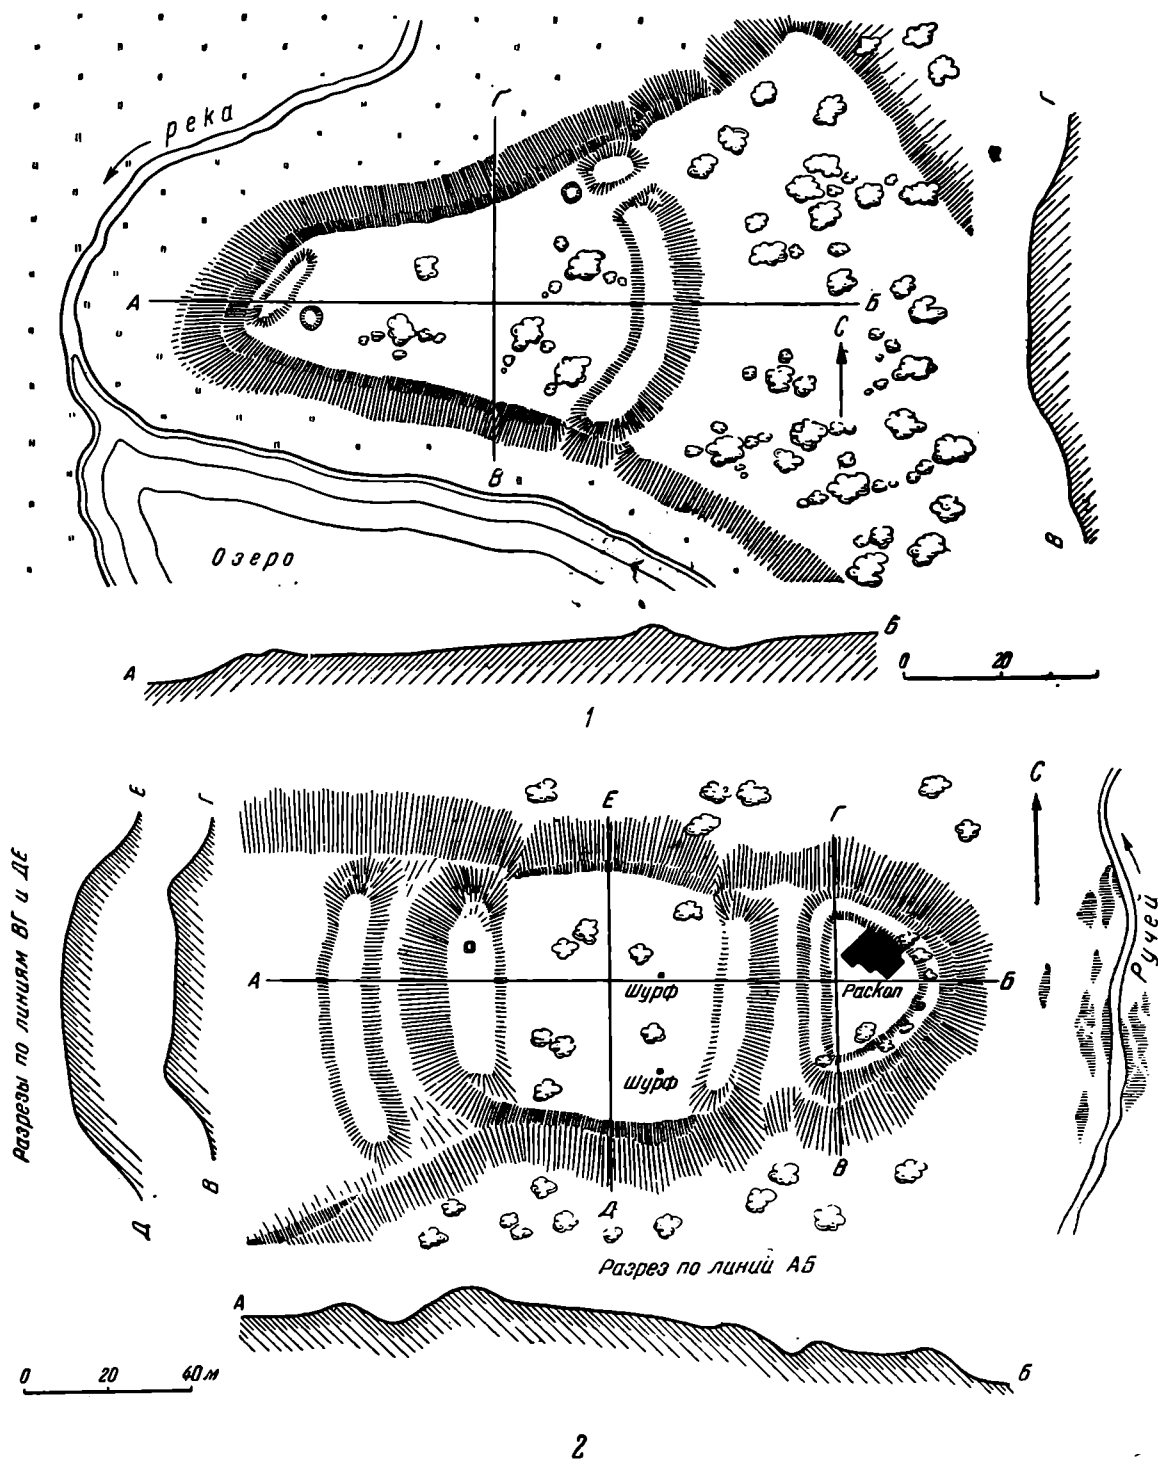 река
Г
Г
А
Б
С
В
В
Озеро
Б
А
0 20
1
Е Г
Е
Г
С
Разрезы по линиям ВГ и ДЕ
Ручей
А
Шурф
Раскоп
Б
Шурф
В
В
Д
Д
Разрез по линий АБ
А
Б
0 20 40 м
2